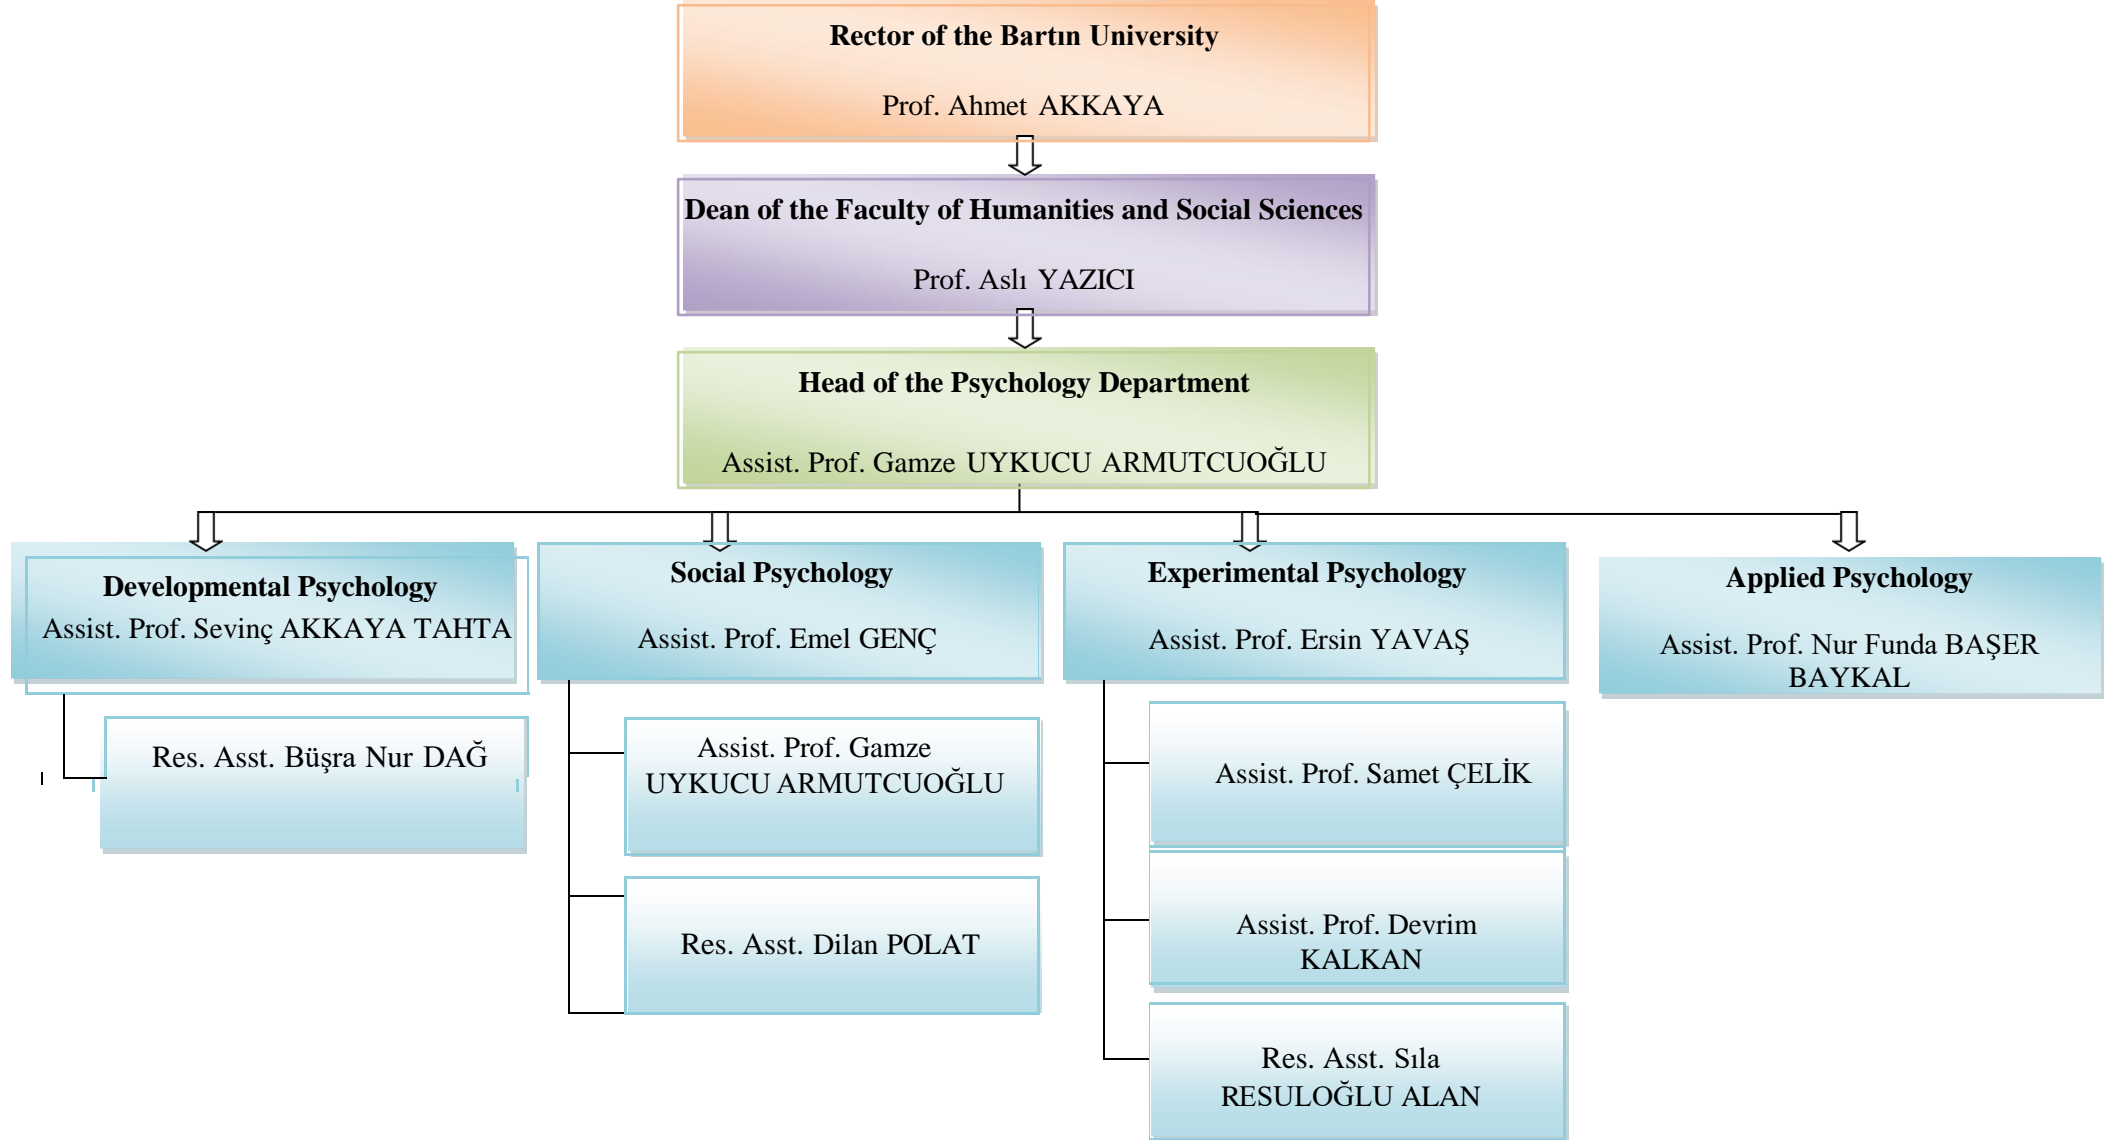 Rector of the Bartın University
Prof. Ahmet AKKAYA
Dean of the Faculty of Humanities and Social Sciences
Prof. Aslı YAZICI
Head of the Psychology Department
Assist. Prof. Gamze UYKUCU ARMUTCUOĞLU
Developmental Psychology
Assist. Prof. Sevinç AKKAYA TAHTA
Res. Asst. Büşra Nur DAĞ
Social Psychology
Assist. Prof. Emel GENÇ
Assist. Prof. Gamze
UYKUCU ARMUTCUOĞLU
Res. Asst. Dilan POLAT
Experimental Psychology
Assist. Prof. Ersin YAVAŞ
Assist. Prof. Samet ÇELİK
Assist. Prof. Devrim
KALKAN
Res. Asst. Sıla
RESULOĞLU ALAN
Applied Psychology
Assist. Prof. Nur Funda BAŞER
BAYKAL